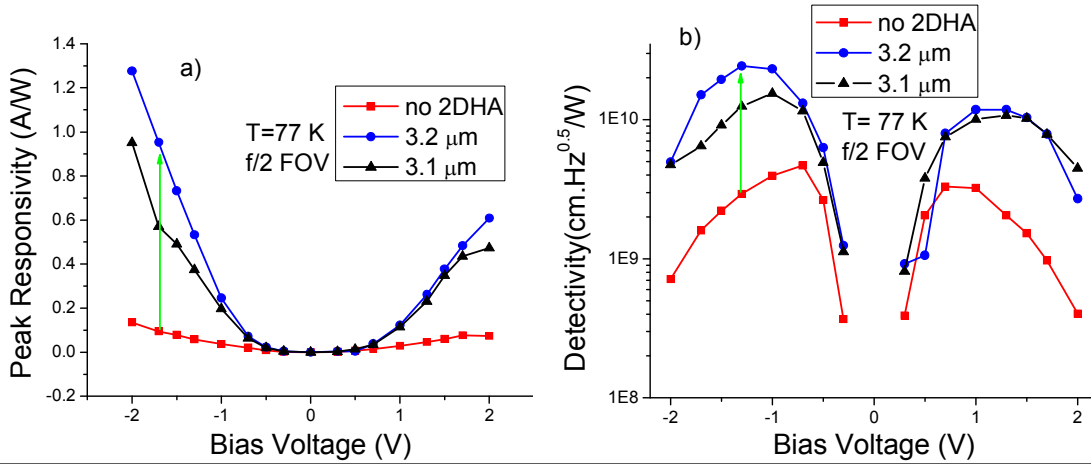 a)
no 2DHA
3.2 μm
3.1 μm
T=77 K
f/2 FOV
Peak Responsivity (A/W)
1.4
1.2
1.0
0.8
0.6
0.4
0.2
0.0
-0.2
-2
-1
0
1
2
Bias Voltage (V)
b)
no 2DHA
3.2 μm
3.1 μm
T= 77 K
f/2 FOV
Detectivity(cm.Hz^0.5/W)
1E10
1E9
1E8
-2
-1
0
1
2
Bias Voltage (V)